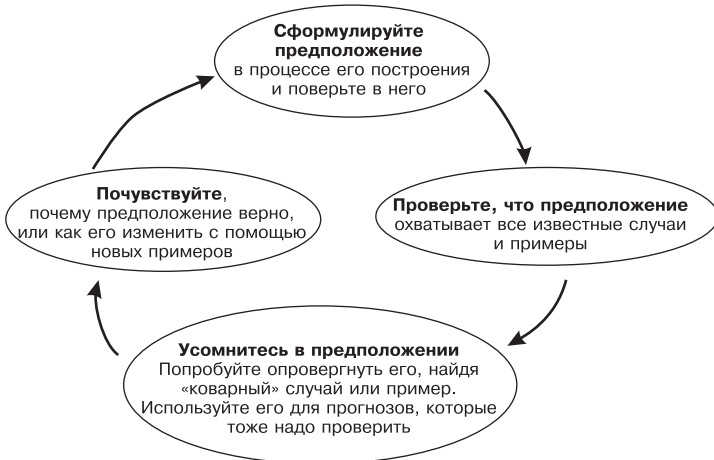 Сформулируйте
предположение
в процессе его построения
и поверьте в него
Проверьте, что предположение
охватывает все известные случаи
и примеры
Усомнитесь в предположении
Попробуйте опровергнуть его, найдя
«коварный» случай или пример.
Используйте его для прогнозов, которые
тоже надо проверить
Почувствуйте,
почему предположение верно,
или как его изменить с помощью
новых примеров